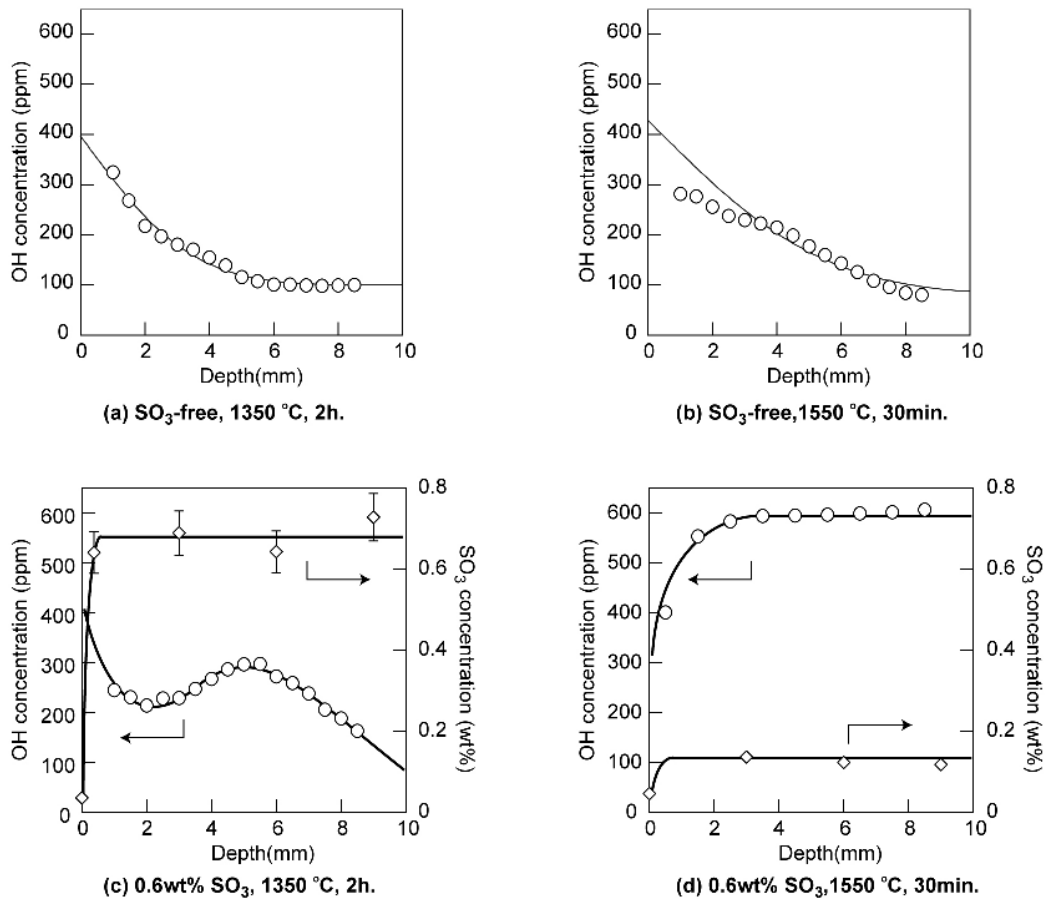 600
500
400
300
200
100
0
OH concentration (ppm)
0 2 4 6 8 10
Depth(mm)
(a) SO₃-free, 1350 °C, 2h.
600
500
400
300
200
100
0
OH concentration (ppm)
0 2 4 6 8 10
Depth(mm)
(b) SO₃-free,1550 °C, 30min.
600
500
400
300
200
100
0
OH concentration (ppm)
0.8
0.6
0.4
0.2
0
SO₃ concentration (wt%)
0 2 4 6 8 10
Depth(mm)
(c) 0.6wt% SO₃, 1350 °C, 2h.
600
500
400
300
200
100
0
OH concentration (ppm)
0.8
0.6
0.4
0.2
0
SO₃ concentration (wt%)
0 2 4 6 8 10
Depth(mm)
(d) 0.6wt% SO₃,1550 °C, 30min.